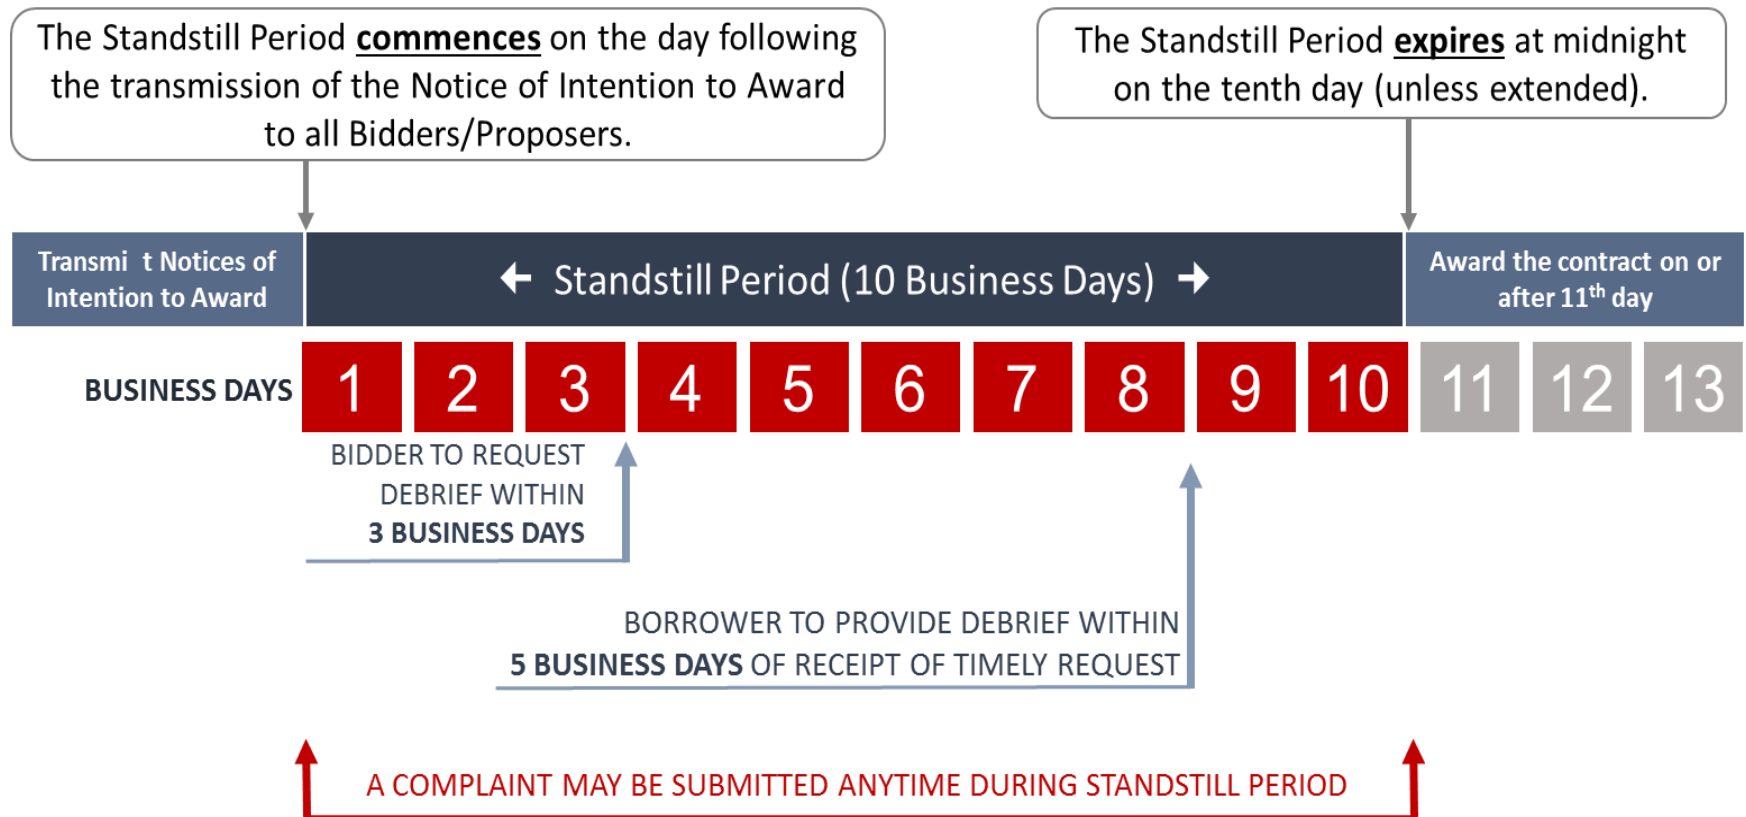 The Standstill Period commences on the day following
the transmission of the Notice of Intention to Award
to all Bidders/Proposers.
The Standstill Period expires at midnight
on the tenth day (unless extended).
Transmi t Notices of
Intention to Award
← Standstill Period (10 Business Days) →
Award the contract on or
after 11th day
BUSINESS DAYS 1 2 3 4 5 6 7 8 9 10 11 12 13
BIDDER TO REQUEST
DEBRIEF WITHIN
3 BUSINESS DAYS
BORROWER TO PROVIDE DEBRIEF WITHIN
5 BUSINESS DAYS OF RECEIPT OF TIMELY REQUEST
A COMPLAINT MAY BE SUBMITTED ANYTIME DURING STANDSTILL PERIOD